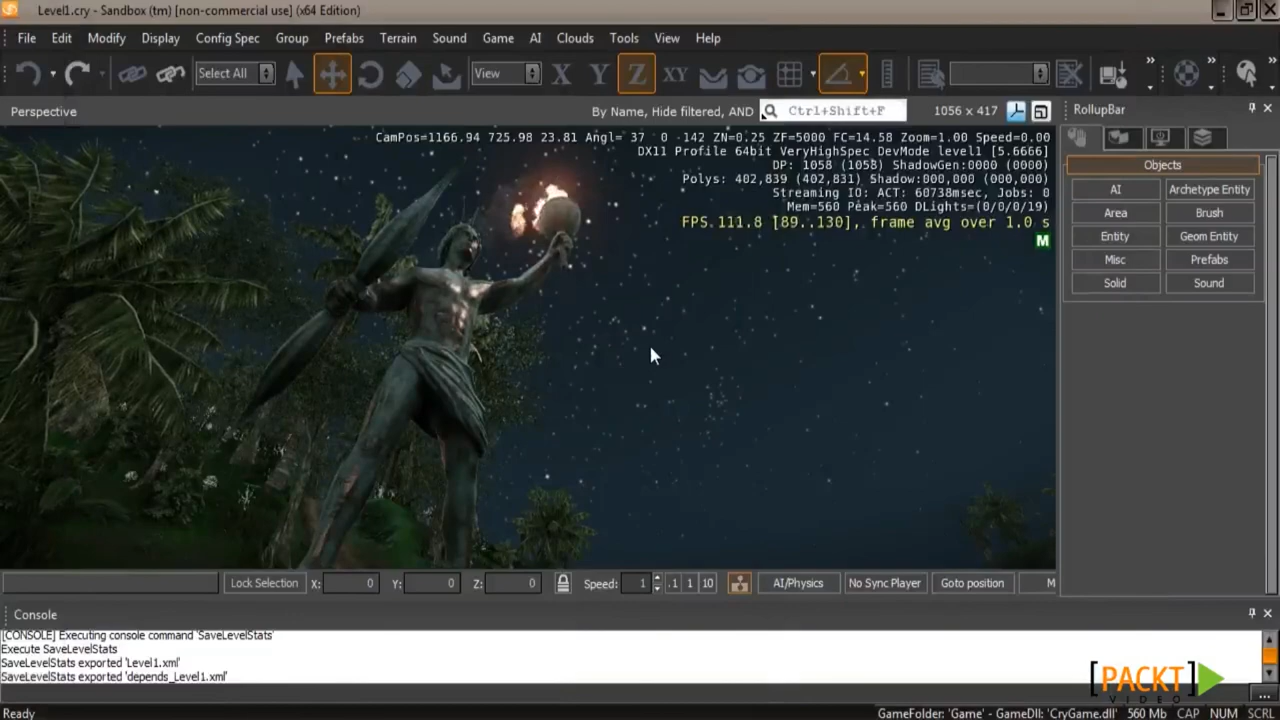 Level1.cry - Sandbox (tm) [non-commercial use] (x64 Edition)
File Edit Modify Display Config Spec Group Prefabs Terrain Sound Game AI Clouds Tools View Help
Select All View X Y Z XY
Perspective By Name, Hide filtered, AND Ctrl+Shift+F 1056 x 417 RollupBar
CamPos=1166.94 725.98 23.81 Angl= 37 0 -142 ZN=0.25 ZF=5000 FC=14.58 Zoom=1.00 Speed=0.00
DX11 Profile 64bit VeryHighSpec DevMode level1 [5.6666]
DP: 1058 (1058) ShadowGen:0000 (0000)
Polys: 402,839 (402,831) Shadow:000,000 (000,000)
Streaming IO: ACT: 60738msec, Jobs: 0
Mem=560 Peak=560 DLights=(0/0/0/19)
FPS 111.8 [89..130], frame avg over 1.0 s
M
Objects
AI Archetype Entity
Area Brush
Entity Geom Entity
Misc Prefabs
Solid Sound
Lock Selection X: 0 Y: 0 Z: 0 Speed: 1 .1 1 10 AI/Physics No Sync Player Goto position M
Console
[CONSOLE] Executing console command 'SaveLevelStats'
Execute SaveLevelStats
SaveLevelStats exported 'Level1.xml'
SaveLevelStats exported 'depends_Level1.xml'
[PACKT]
VIDEO
Ready GameFolder: 'Game' - GameDll: 'CryGame.dll' 560 Mb CAP NUM SCRL